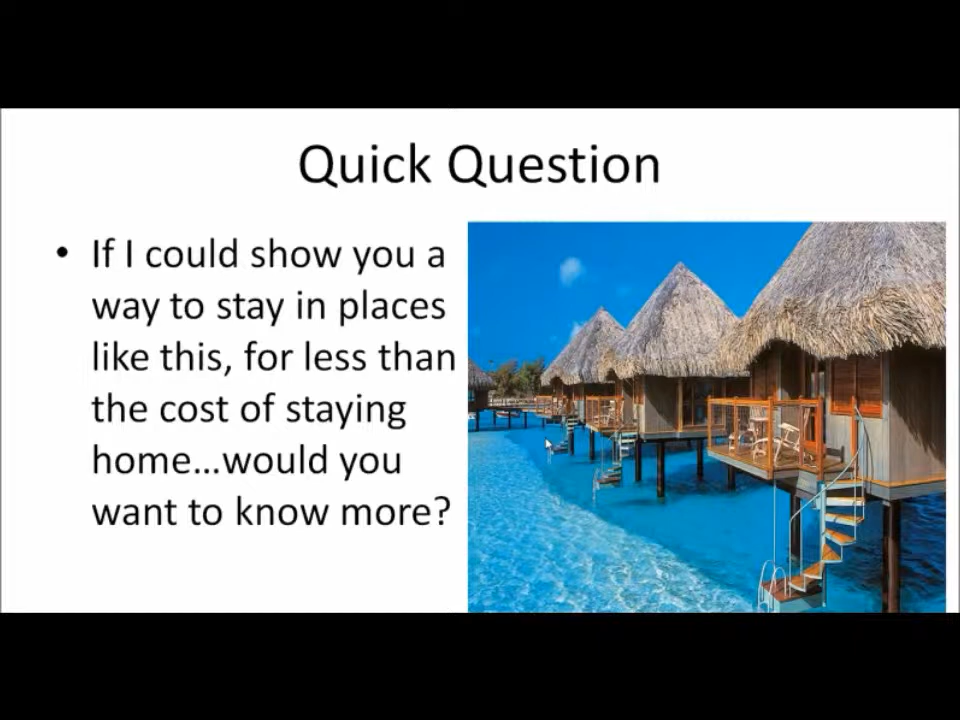 Quick Question
• If I could show you a
way to stay in places
like this, for less than
the cost of staying
home...would you
want to know more?